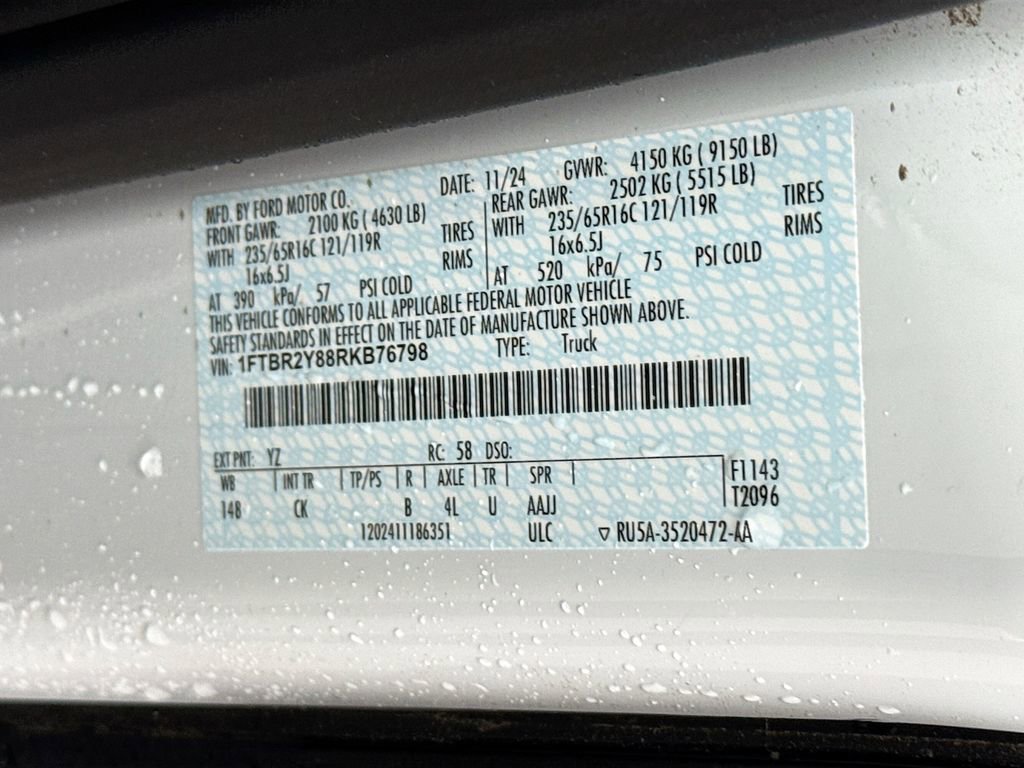 MFD. BY FORD MOTOR CO. DATE: 11/24 GVWR: 4150 KG ( 9150 LB)
FRONT GAWR: 2100 KG ( 4630 LB) REAR GAWR: 2502 KG ( 5515 LB)
WITH 235/65R16C 121/119R TIRES WITH 235/65R16C 121/119R TIRES
16x6.5J RIMS 16x6.5J RIMS
AT 390 kPa/ 57 PSI COLD AT 520 kPa/ 75 PSI COLD
THIS VEHICLE CONFORMS TO ALL APPLICABLE FEDERAL MOTOR VEHICLE
SAFETY STANDARDS IN EFFECT ON THE DATE OF MANUFACTURE SHOWN ABOVE.
VIN: 1FTBR2Y88RKB76798 TYPE: Truck
EXT PNT: YZ RC: 58 DSO:
WB INT TR TP/PS R AXLE TR SPR F1143
14B CK B 4L U AAJJ T2096
1202411186351 ULC ▽ RU5A-3520472-AA